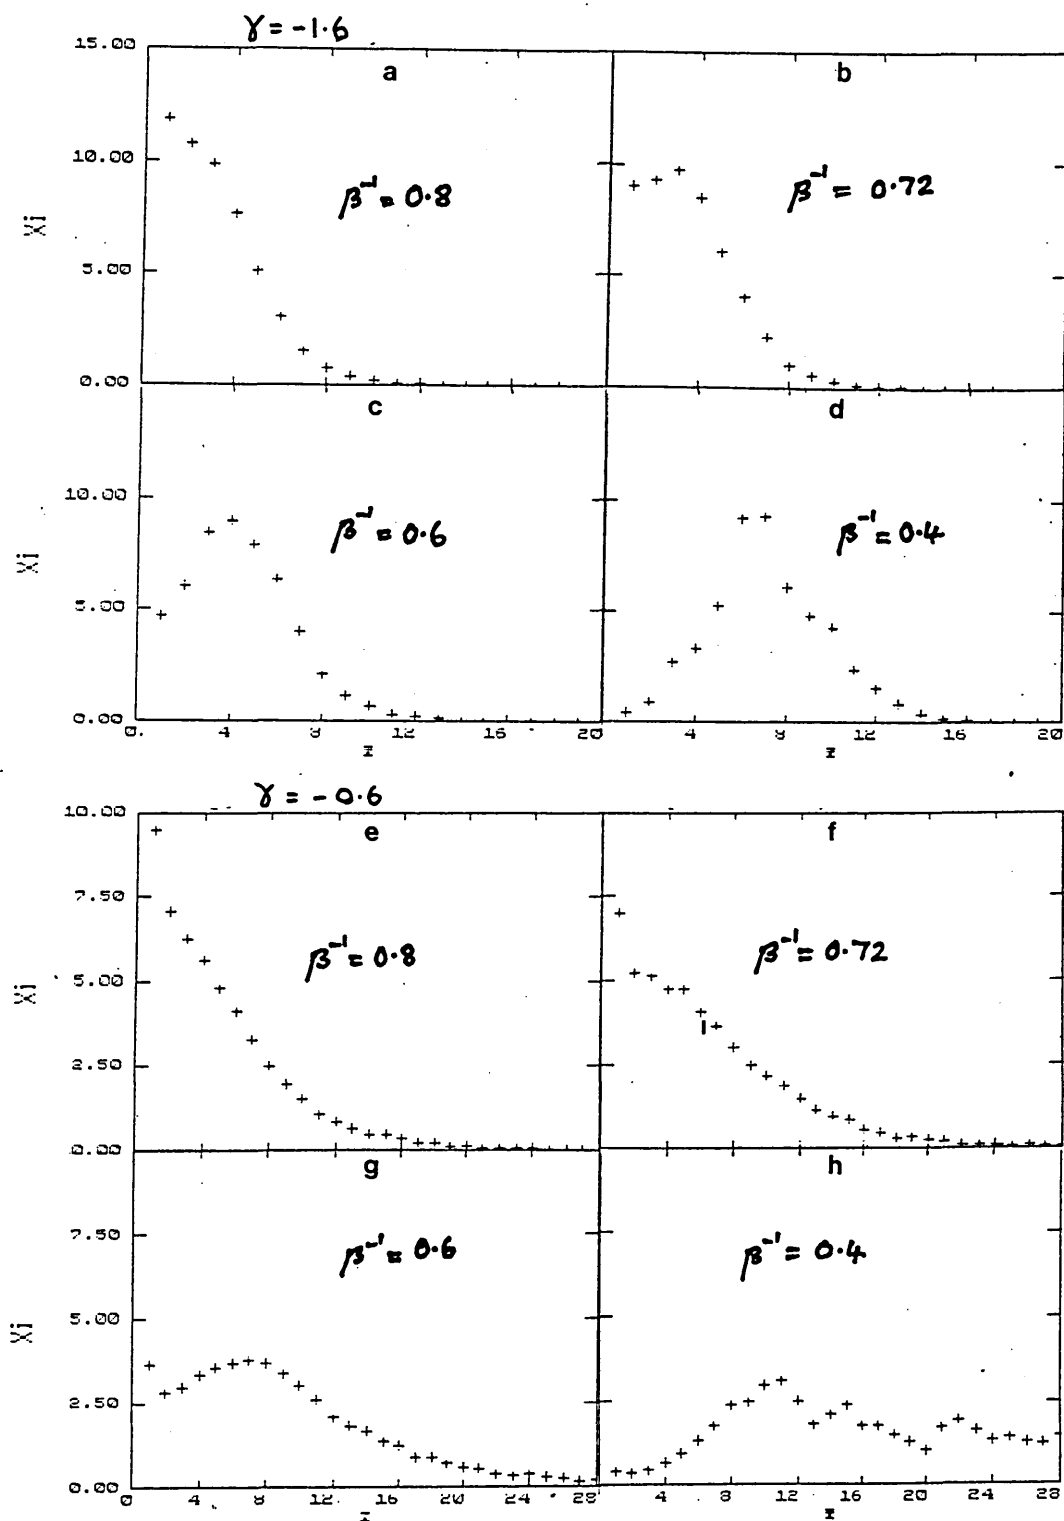 γ = -1.6
15.00
a
b
10.00
β⁻¹ = 0.8
β⁻¹ = 0.72
Xi
5.00
0.00
c
d
10.00
β⁻¹ = 0.6
β⁻¹ = 0.4
Xi
5.00
0.00
0. 4 8 12 16 4 8 12 16 20
I I
γ = -0.6
10.00
e
f
7.50
β⁻¹ = 0.8
β⁻¹ = 0.72
Xi
5.00
2.50
0.00
g
h
7.50
β⁻¹ = 0.6
β⁻¹ = 0.4
5.00
Xi
2.50
0.00
0 4 8 12 16 20 24 28 4 8 12 16 20 24 28
I I